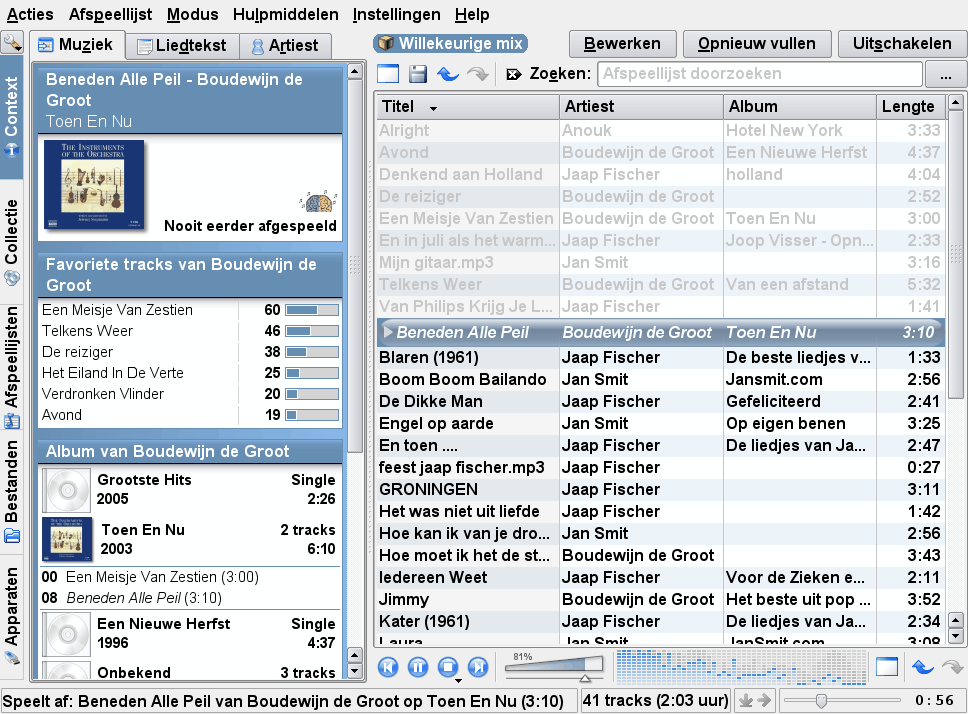 Acties Afspeellijst Modus Hulpmiddelen Instellingen Help
Context
Collectie
Afspeellijsten
Bestanden
Apparaten
Muziek Liedtekst Artiest
Beneden Alle Peil - Boudewijn de
Groot
Toen En Nu
THE INSTRUMENTS
OF THE ORCHESTRA
Nooit eerder afgespeeld
Favoriete tracks van Boudewijn de
Groot
Een Meisje Van Zestien 60
Telkens Weer 46
De reiziger 38
Het Eiland In De Verte 25
Verdronken Vlinder 20
Avond 19
Album van Boudewijn de Groot
Grootste Hits Single
2005 2:26
Toen En Nu 2 tracks
2003 6:10
00 Een Meisje Van Zestien (3:00)
08 Beneden Alle Peil (3:10)
Een Nieuwe Herfst Single
1996 4:37
Onbekend 3 tracks
Willekeurige mix Bewerken Opnieuw vullen Uitschakelen
Zoeken: Afspeellijst doorzoeken ...
Titel Artiest Album Lengte
Alright Anouk Hotel New York 3:33
Avond Boudewijn de Groot Een Nieuwe Herfst 4:37
Denkend aan Holland Jaap Fischer holland 4:04
De reiziger Boudewijn de Groot 2:52
Een Meisje Van Zestien Boudewijn de Groot Toen En Nu 3:00
En in juli als het warm... Jaap Fischer Joop Visser - Opn... 2:33
Mijn gitaar.mp3 Jan Smit 3:16
Telkens Weer Boudewijn de Groot Van een afstand 5:32
Van Philips Krijg Je L... Jaap Fischer 1:41
Beneden Alle Peil Boudewijn de Groot Toen En Nu 3:10
Blaren (1961) Jaap Fischer De beste liedjes v... 1:33
Boom Boom Bailando Jan Smit Jansmit.com 2:56
De Dikke Man Jaap Fischer Gefeliciteerd 2:41
Engel op aarde Jan Smit Op eigen benen 3:25
En toen .... Jaap Fischer De liedjes van Ja... 2:47
feest jaap fischer.mp3 Jaap Fischer 0:27
GRONINGEN Jaap Fischer 3:11
Het was niet uit liefde Jaap Fischer 1:42
Hoe kan ik van je dro... Jan Smit 2:56
Hoe moet ik het de st... Boudewijn de Groot 3:43
Iedereen Weet Jaap Fischer Voor de Zieken e... 2:11
Jimmy Boudewijn de Groot Het beste uit pop ... 3:52
Kater (1961) Jaap Fischer De liedjes van Ja... 2:34
Laura Jan Smit JanSmit.com 3:08
81%
Speelt af: Beneden Alle Peil van Boudewijn de Groot op Toen En Nu (3:10) 41 tracks (2:03 uur) 0:56